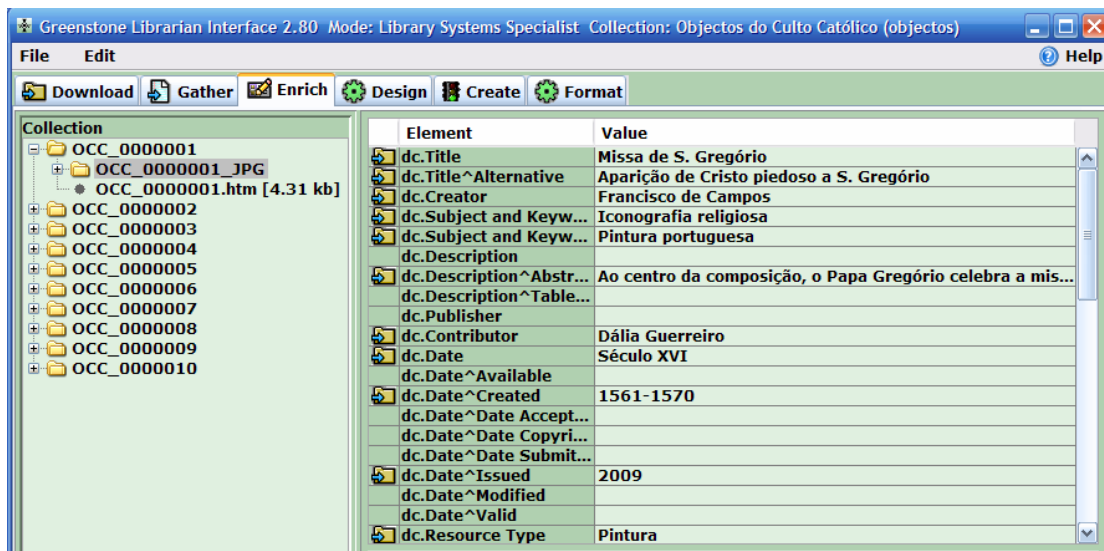 Greenstone Librarian Interface 2.80 Mode: Library Systems Specialist Collection: Objectos do Culto Católico (objectos)
File Edit Help
Download Gather Enrich Design Create Format
Collection
OCC_0000001
OCC_0000001_JPG
OCC_0000001.htm [4.31 kb]
OCC_0000002
OCC_0000003
OCC_0000004
OCC_0000005
OCC_0000006
OCC_0000007
OCC_0000008
OCC_0000009
OCC_0000010
Element Value
dc.Title Missa de S. Gregório
dc.Title^Alternative Aparição de Cristo piedoso a S. Gregório
dc.Creator Francisco de Campos
dc.Subject and Keyw... Iconografia religiosa
dc.Subject and Keyw... Pintura portuguesa
dc.Description
dc.Description^Abstr... Ao centro da composição, o Papa Gregório celebra a mis...
dc.Description^Table...
dc.Publisher
dc.Contributor Dália Guerreiro
dc.Date Século XVI
dc.Date^Available
dc.Date^Created 1561-1570
dc.Date^Date Accept...
dc.Date^Date Copyri...
dc.Date^Date Submit...
dc.Date^Issued 2009
dc.Date^Modified
dc.Date^Valid
dc.Resource Type Pintura